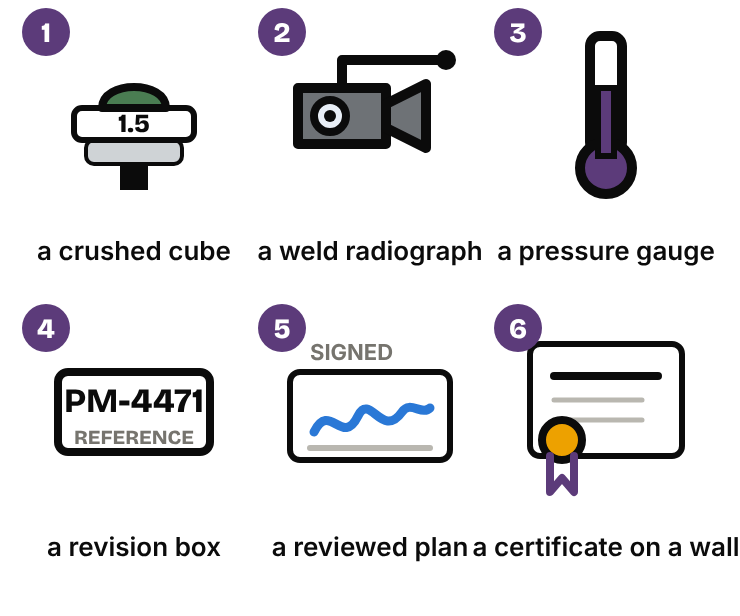 1
2
3
1.5
a crushed cube
a weld radiograph
a pressure gauge
4
5
6
SIGNED
PM-4471
REFERENCE
a revision box
a reviewed plan
a certificate on a wall